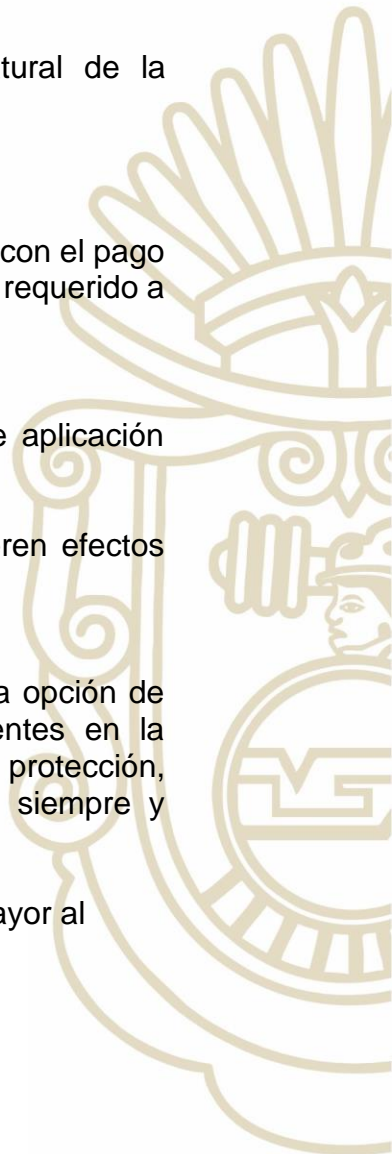 tural de la
con el pago
requerido a
e aplicación
ren efectos
a opción de
entes en la
protección,
siempre y
ayor al